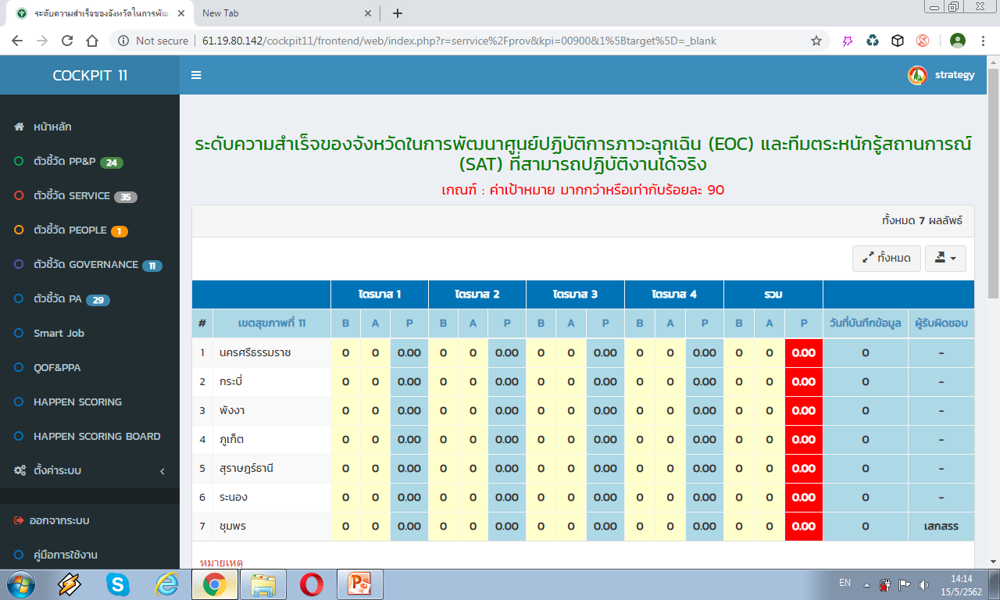 ระดับความสำเร็จของจังหวัดในการพัฒน
New Tab
Not secure
61.19.80.142/cockpit11/frontend/web/index.php?r=serrvice%2Fprov&kpi=00900&1%5Btarget%5D=_blank
COCKPIT 11
strategy
หน้าหลัก
ตัวชี้วัด PP&P 24
ตัวชี้วัด SERVICE 35
ตัวชี้วัด PEOPLE 1
ตัวชี้วัด GOVERNANCE 11
ตัวชี้วัด PA 29
Smart Job
QOF&PPA
HAPPEN SCORING
HAPPEN SCORING BOARD
ตั้งค่าระบบ
ออกจากระบบ
คู่มือการใช้งาน
ระดับความสำเร็จของจังหวัดในการพัฒนาศูนย์ปฏิบัติการภาวะฉุกเฉิน (EOC) และทีมตระหนักรู้สถานการณ์
(SAT) ที่สามารถปฏิบัติงานได้จริง
เกณฑ์ : ค่าเป้าหมาย มากกว่าหรือเท่ากับร้อยละ 90
ทั้งหมด 7 ผลลัพธ์
ทั้งหมด
ไตรมาส 1 ไตรมาส 2 ไตรมาส 3 ไตรมาส 4 รวม
# เขตสุขภาพที่ 11 B A P B A P B A P B A P B A P วันที่บันทึกข้อมูล ผู้รับผิดชอบ
1 นครศรีธรรมราช 0 0 0.00 0 0 0.00 0 0 0.00 0 0 0.00 0 0 0.00 0 -
2 กระบี่ 0 0 0.00 0 0 0.00 0 0 0.00 0 0 0.00 0 0 0.00 0 -
3 พังงา 0 0 0.00 0 0 0.00 0 0 0.00 0 0 0.00 0 0 0.00 0 -
4 ภูเก็ต 0 0 0.00 0 0 0.00 0 0 0.00 0 0 0.00 0 0 0.00 0 -
5 สุราษฎร์ธานี 0 0 0.00 0 0 0.00 0 0 0.00 0 0 0.00 0 0 0.00 0 -
6 ระนอง 0 0 0.00 0 0 0.00 0 0 0.00 0 0 0.00 0 0 0.00 0 -
7 ชุมพร 0 0 0.00 0 0 0.00 0 0 0.00 0 0 0.00 0 0 0.00 0 เสกสรร
หมายเหตุ
EN
14:14
15/5/2562